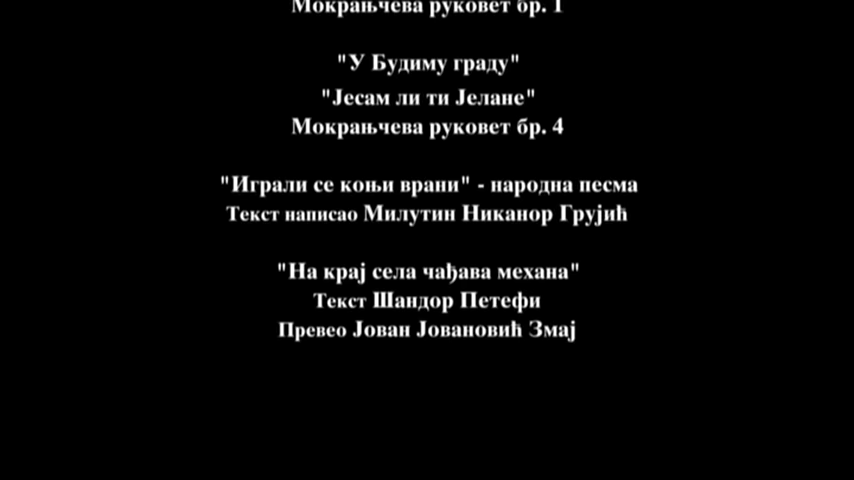 Мокрањчева руковет бр. 1
"У Будиму граду"
"Јесам ли ти Јелане"
Мокрањчева руковет бр. 4
"Играли се коњи врани" - народна песма
Текст написао Милутин Никанор Грујић
"На крај села чађава механа"
Текст Шандор Петефи
Превео Јован Јовановић Змај